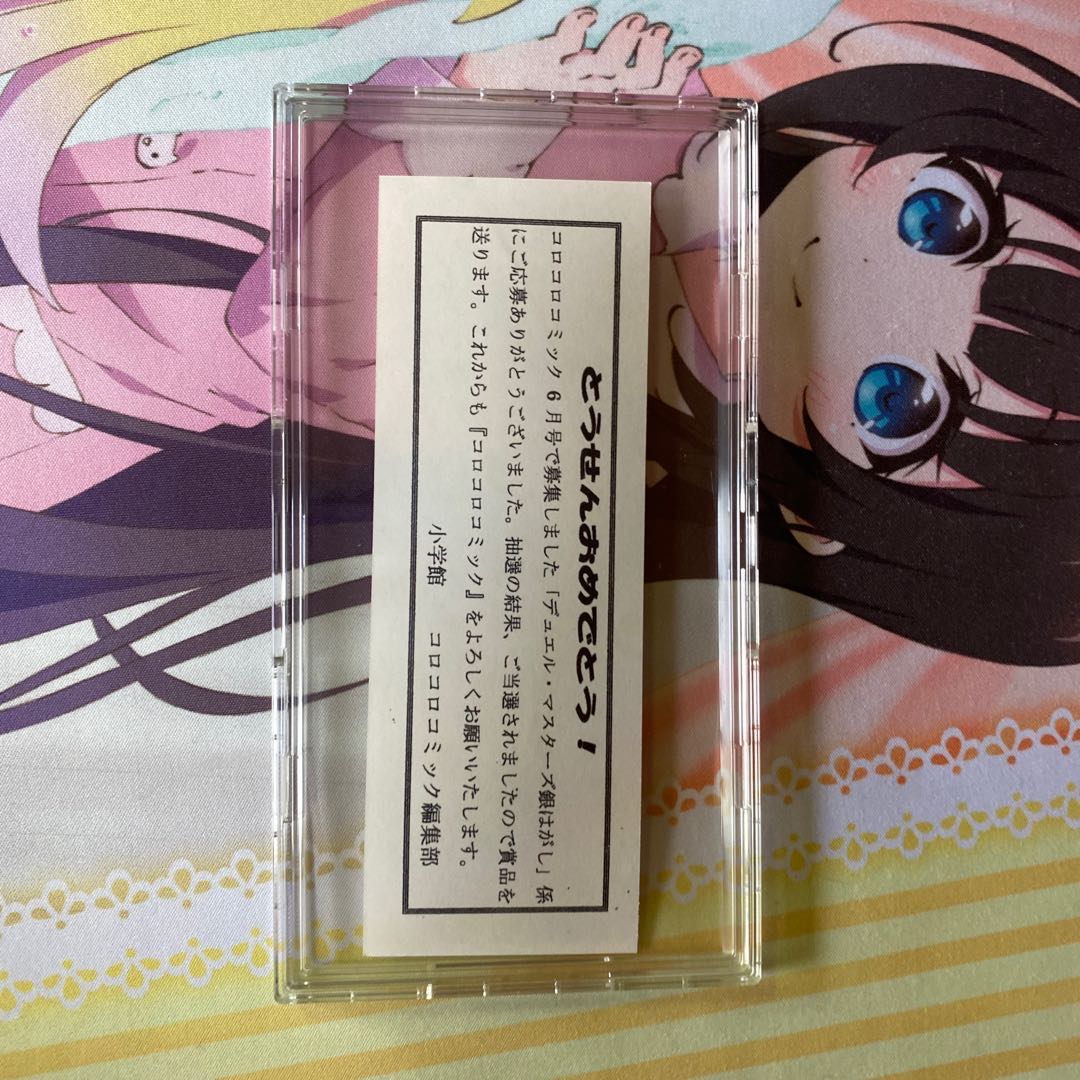 とうせんおめでとう！
コロコロコミック6月号で募集しました「デュエル・マスターズ銀はがし」係
にご応募ありがとうございました。抽選の結果、ご当選されましたので賞品を
送ります。これからも『コロコロコミック』をよろしくお願いいたします。
小学館　コロコロコミック編集部